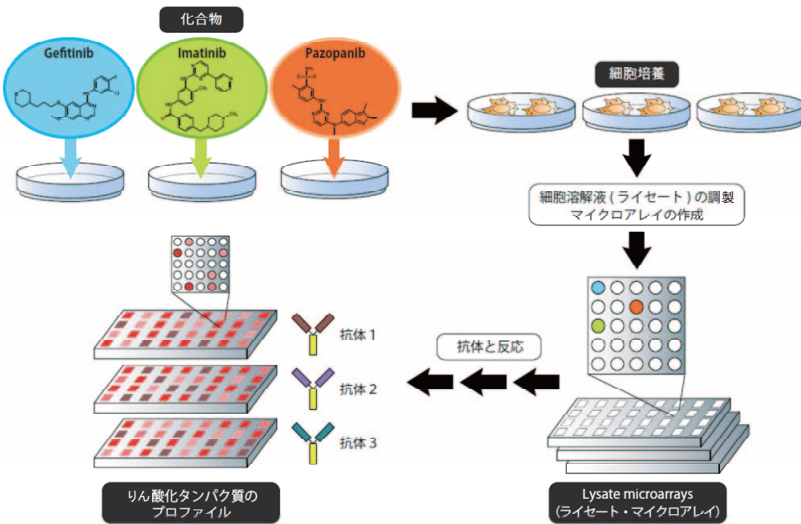 化合物
Gefitinib
Imatinib
Pazopanib
細胞培養
細胞溶解液 ( ライセート ) の調製
マイクロアレイの作成
抗体 1
抗体 2
抗体 3
抗体と反応
りん酸化タンパク質の
プロファイル
Lysate microarrays
(ライセート・マイクロアレイ)